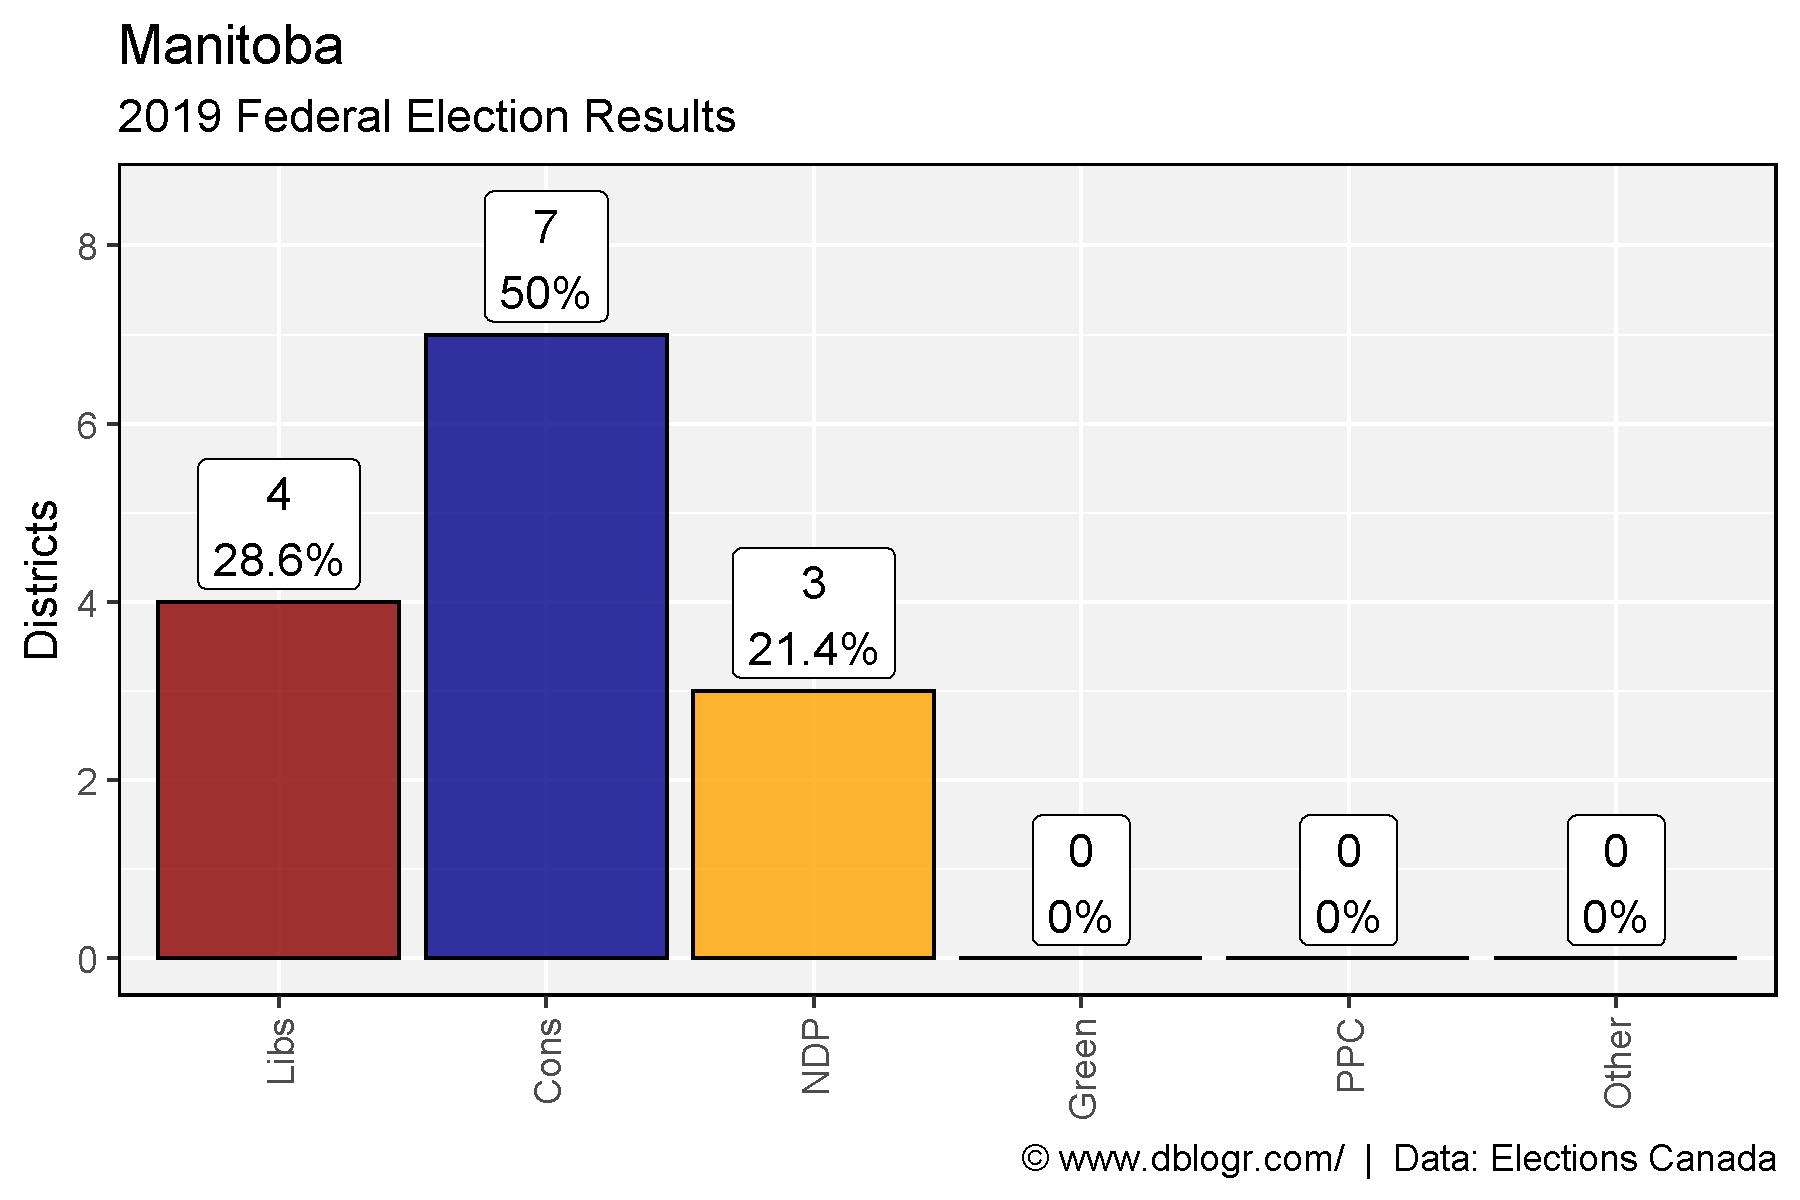 Manitoba
2019 Federal Election Results
Districts
8
6
4
2
0
4
28.6%
7
50%
3
21.4%
0
0%
0
0%
0
0%
Libs
Cons
NDP
Green
PPC
Other
© www.dblogr.com/ | Data: Elections Canada